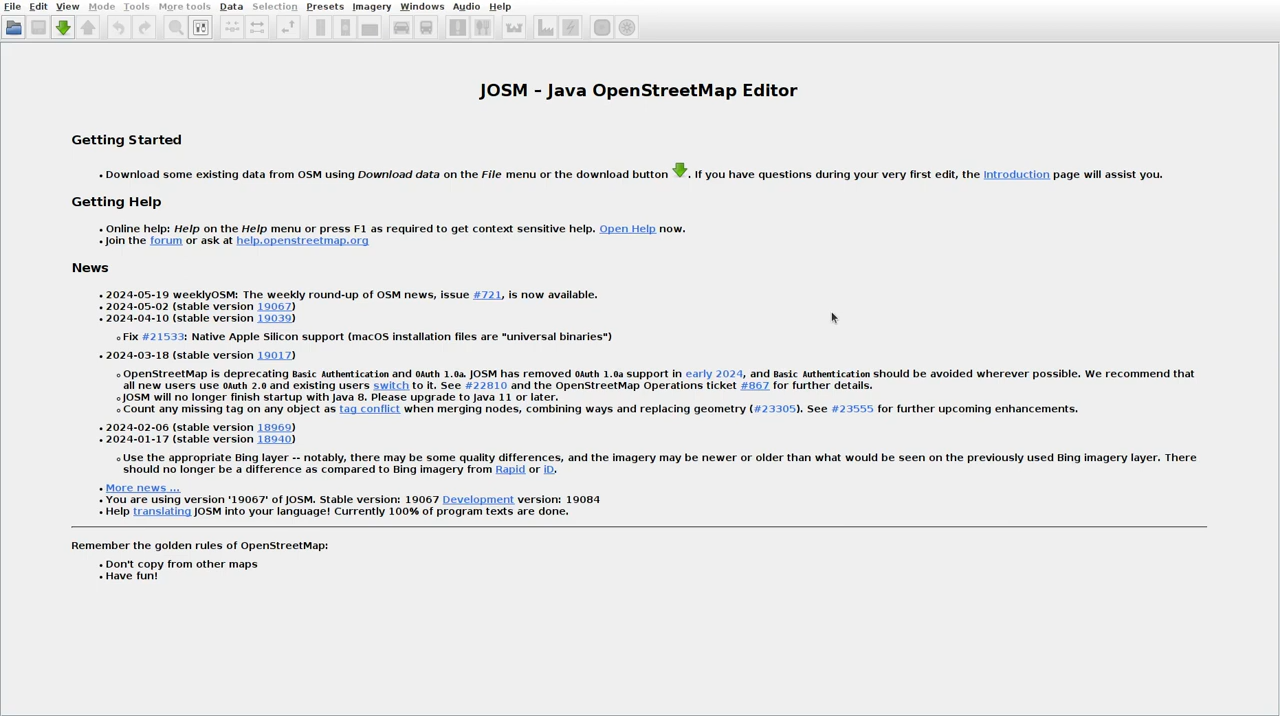 File Edit View Mode Tools More tools Data Selection Presets Imagery Windows Audio Help
JOSM – Java OpenStreetMap Editor
Getting Started
Download some existing data from OSM using Download data on the File menu or the download button . If you have questions during your very first edit, the Introduction page will assist you.
Getting Help
Online help: Help on the Help menu or press F1 as required to get context sensitive help. Open Help now.
Join the forum or ask at help.openstreetmap.org
News
2024-05-19 weeklyOSM: The weekly round-up of OSM news, issue #721, is now available.
2024-05-02 (stable version 19067)
2024-04-10 (stable version 19039)
Fix #21533: Native Apple Silicon support (macOS installation files are "universal binaries")
2024-03-18 (stable version 19017)
OpenStreetMap is deprecating Basic Authentication and OAuth 1.0a. JOSM has removed OAuth 1.0a support in early 2024, and Basic Authentication should be avoided wherever possible. We recommend that
all new users use OAuth 2.0 and existing users switch to it. See #22810 and the OpenStreetMap Operations ticket #867 for further details.
JOSM will no longer finish startup with Java 8. Please upgrade to Java 11 or later.
Count any missing tag on any object as tag conflict when merging nodes, combining ways and replacing geometry (#23305). See #23555 for further upcoming enhancements.
2024-02-06 (stable version 18969)
2024-01-17 (stable version 18940)
Use the appropriate Bing layer -- notably, there may be some quality differences, and the imagery may be newer or older than what would be seen on the previously used Bing imagery layer. There
should no longer be a difference as compared to Bing imagery from Rapid or iD.
More news ...
You are using version '19067' of JOSM. Stable version: 19067 Development version: 19084
Help translating JOSM into your language! Currently 100% of program texts are done.
Remember the golden rules of OpenStreetMap:
Don't copy from other maps
Have fun!